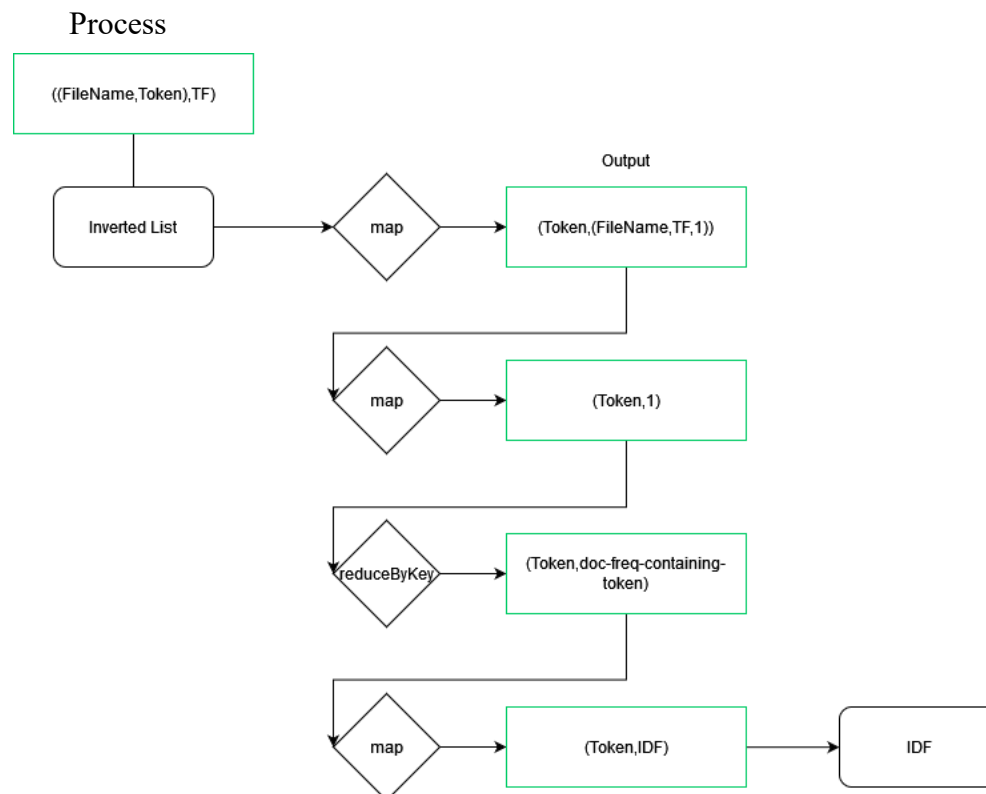 Process
((FileName,Token),TF)
Output
Inverted List
map
(Token,(FileName,TF,1))
map
(Token,1)
reduceByKey
(Token,doc-freq-containing-
token)
map
(Token,IDF)
IDF